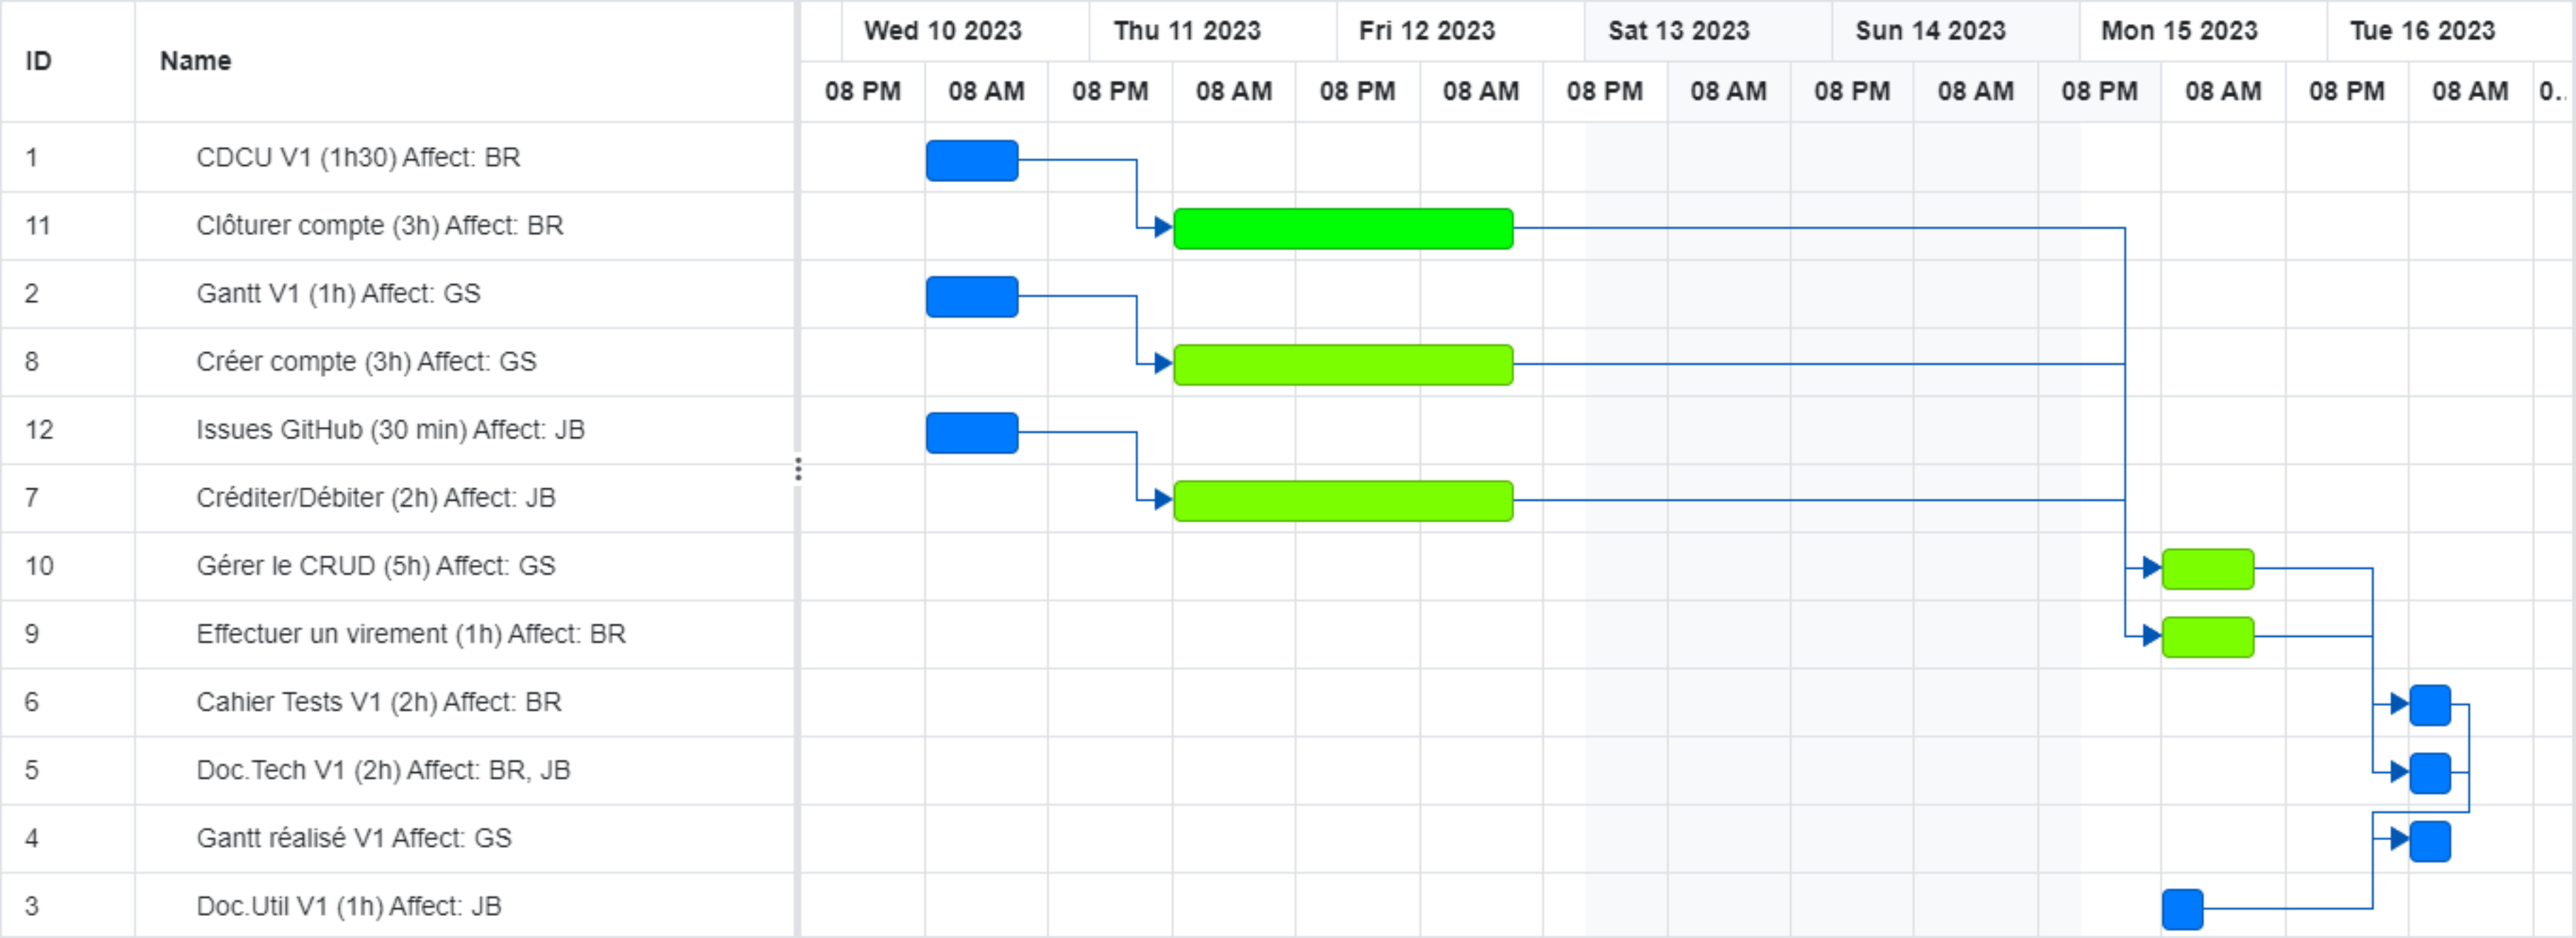 ID Name Wed 10 2023 Thu 11 2023 Fri 12 2023 Sat 13 2023 Sun 14 2023 Mon 15 2023 Tue 16 2023
08 PM 08 AM 08 PM 08 AM 08 PM 08 AM 08 PM 08 AM 08 PM 08 AM 08 PM 08 AM 08 PM 08 AM 0..
1 CDCU V1 (1h30) Affect: BR
11 Clôturer compte (3h) Affect: BR
2 Gantt V1 (1h) Affect: GS
8 Créer compte (3h) Affect: GS
12 Issues GitHub (30 min) Affect: JB
7 Créditer/Débiter (2h) Affect: JB
10 Gérer le CRUD (5h) Affect: GS
9 Effectuer un virement (1h) Affect: BR
6 Cahier Tests V1 (2h) Affect: BR
5 Doc.Tech V1 (2h) Affect: BR, JB
4 Gantt réalisé V1 Affect: GS
3 Doc.Util V1 (1h) Affect: JB